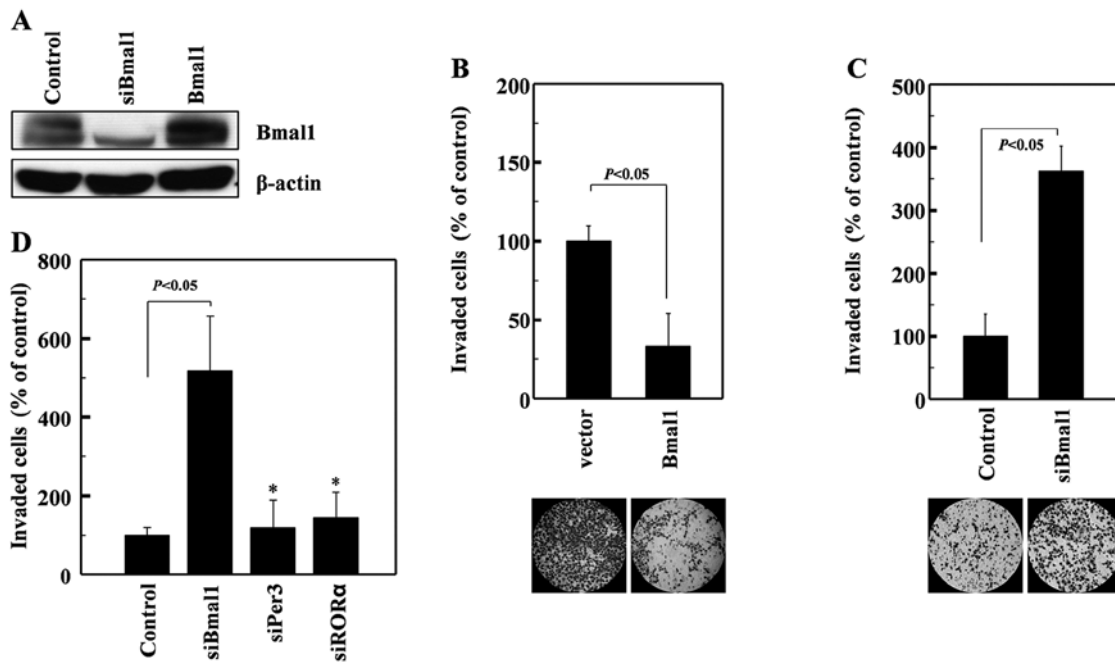 A
Control
siBmal1
Bmal1
Bmal1
β-actin
B
Invaded cells (% of control)
200
150
100
50
0
P<0.05
vector
Bmal1
C
Invaded cells (% of control)
500
400
300
200
100
0
P<0.05
Control
siBmal1
D
Invaded cells (% of control)
800
600
400
200
0
P<0.05
*
*
Control
siBmal1
siPer3
siRORα